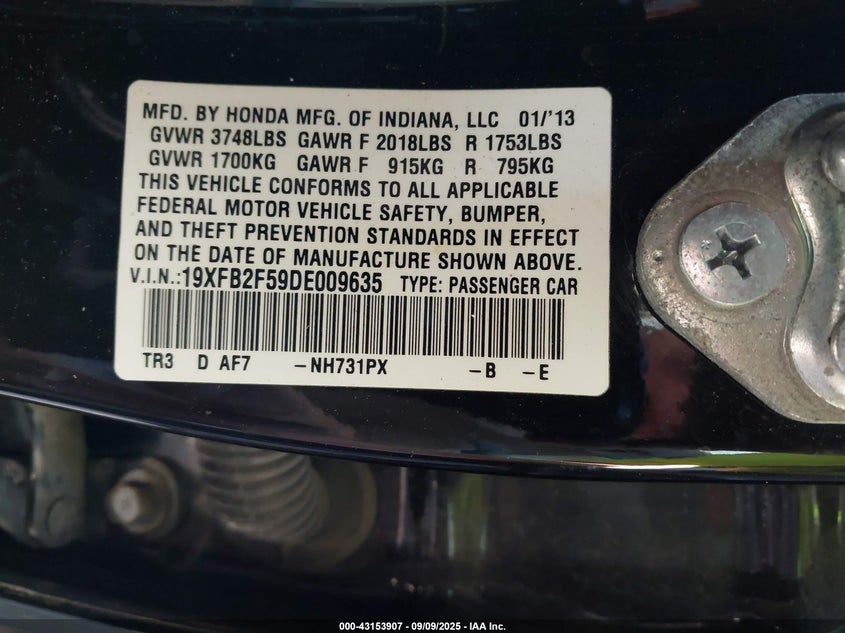 MFD. BY HONDA MFG. OF INDIANA, LLC 01/'13
GVWR 3748LBS GAWR F 2018LBS R 1753LBS
GVWR 1700KG GAWR F 915KG R 795KG
THIS VEHICLE CONFORMS TO ALL APPLICABLE
FEDERAL MOTOR VEHICLE SAFETY, BUMPER,
AND THEFT PREVENTION STANDARDS IN EFFECT
ON THE DATE OF MANUFACTURE SHOWN ABOVE.
V.I.N.:19XFB2F59DE009635 TYPE: PASSENGER CAR
TR3 D AF7 -NH731PX -B -E
000-43153907 - 09/09/2025 - IAA Inc.